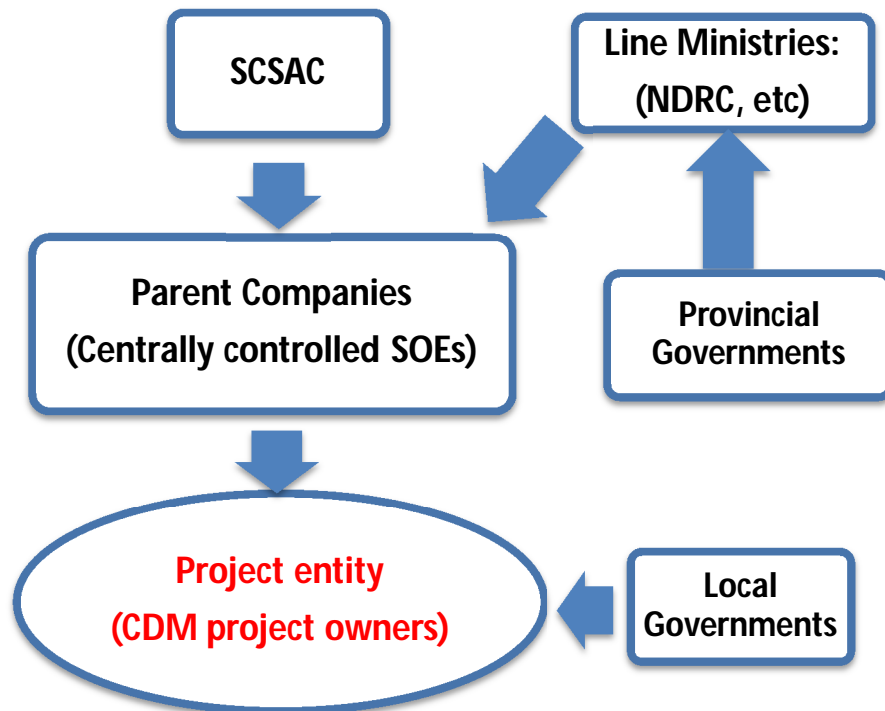 SCSAC
Line Ministries:
(NDRC, etc)
Parent Companies
(Centrally controlled SOEs)
Provincial
Governments
Project entity
(CDM project owners)
Local
Governments